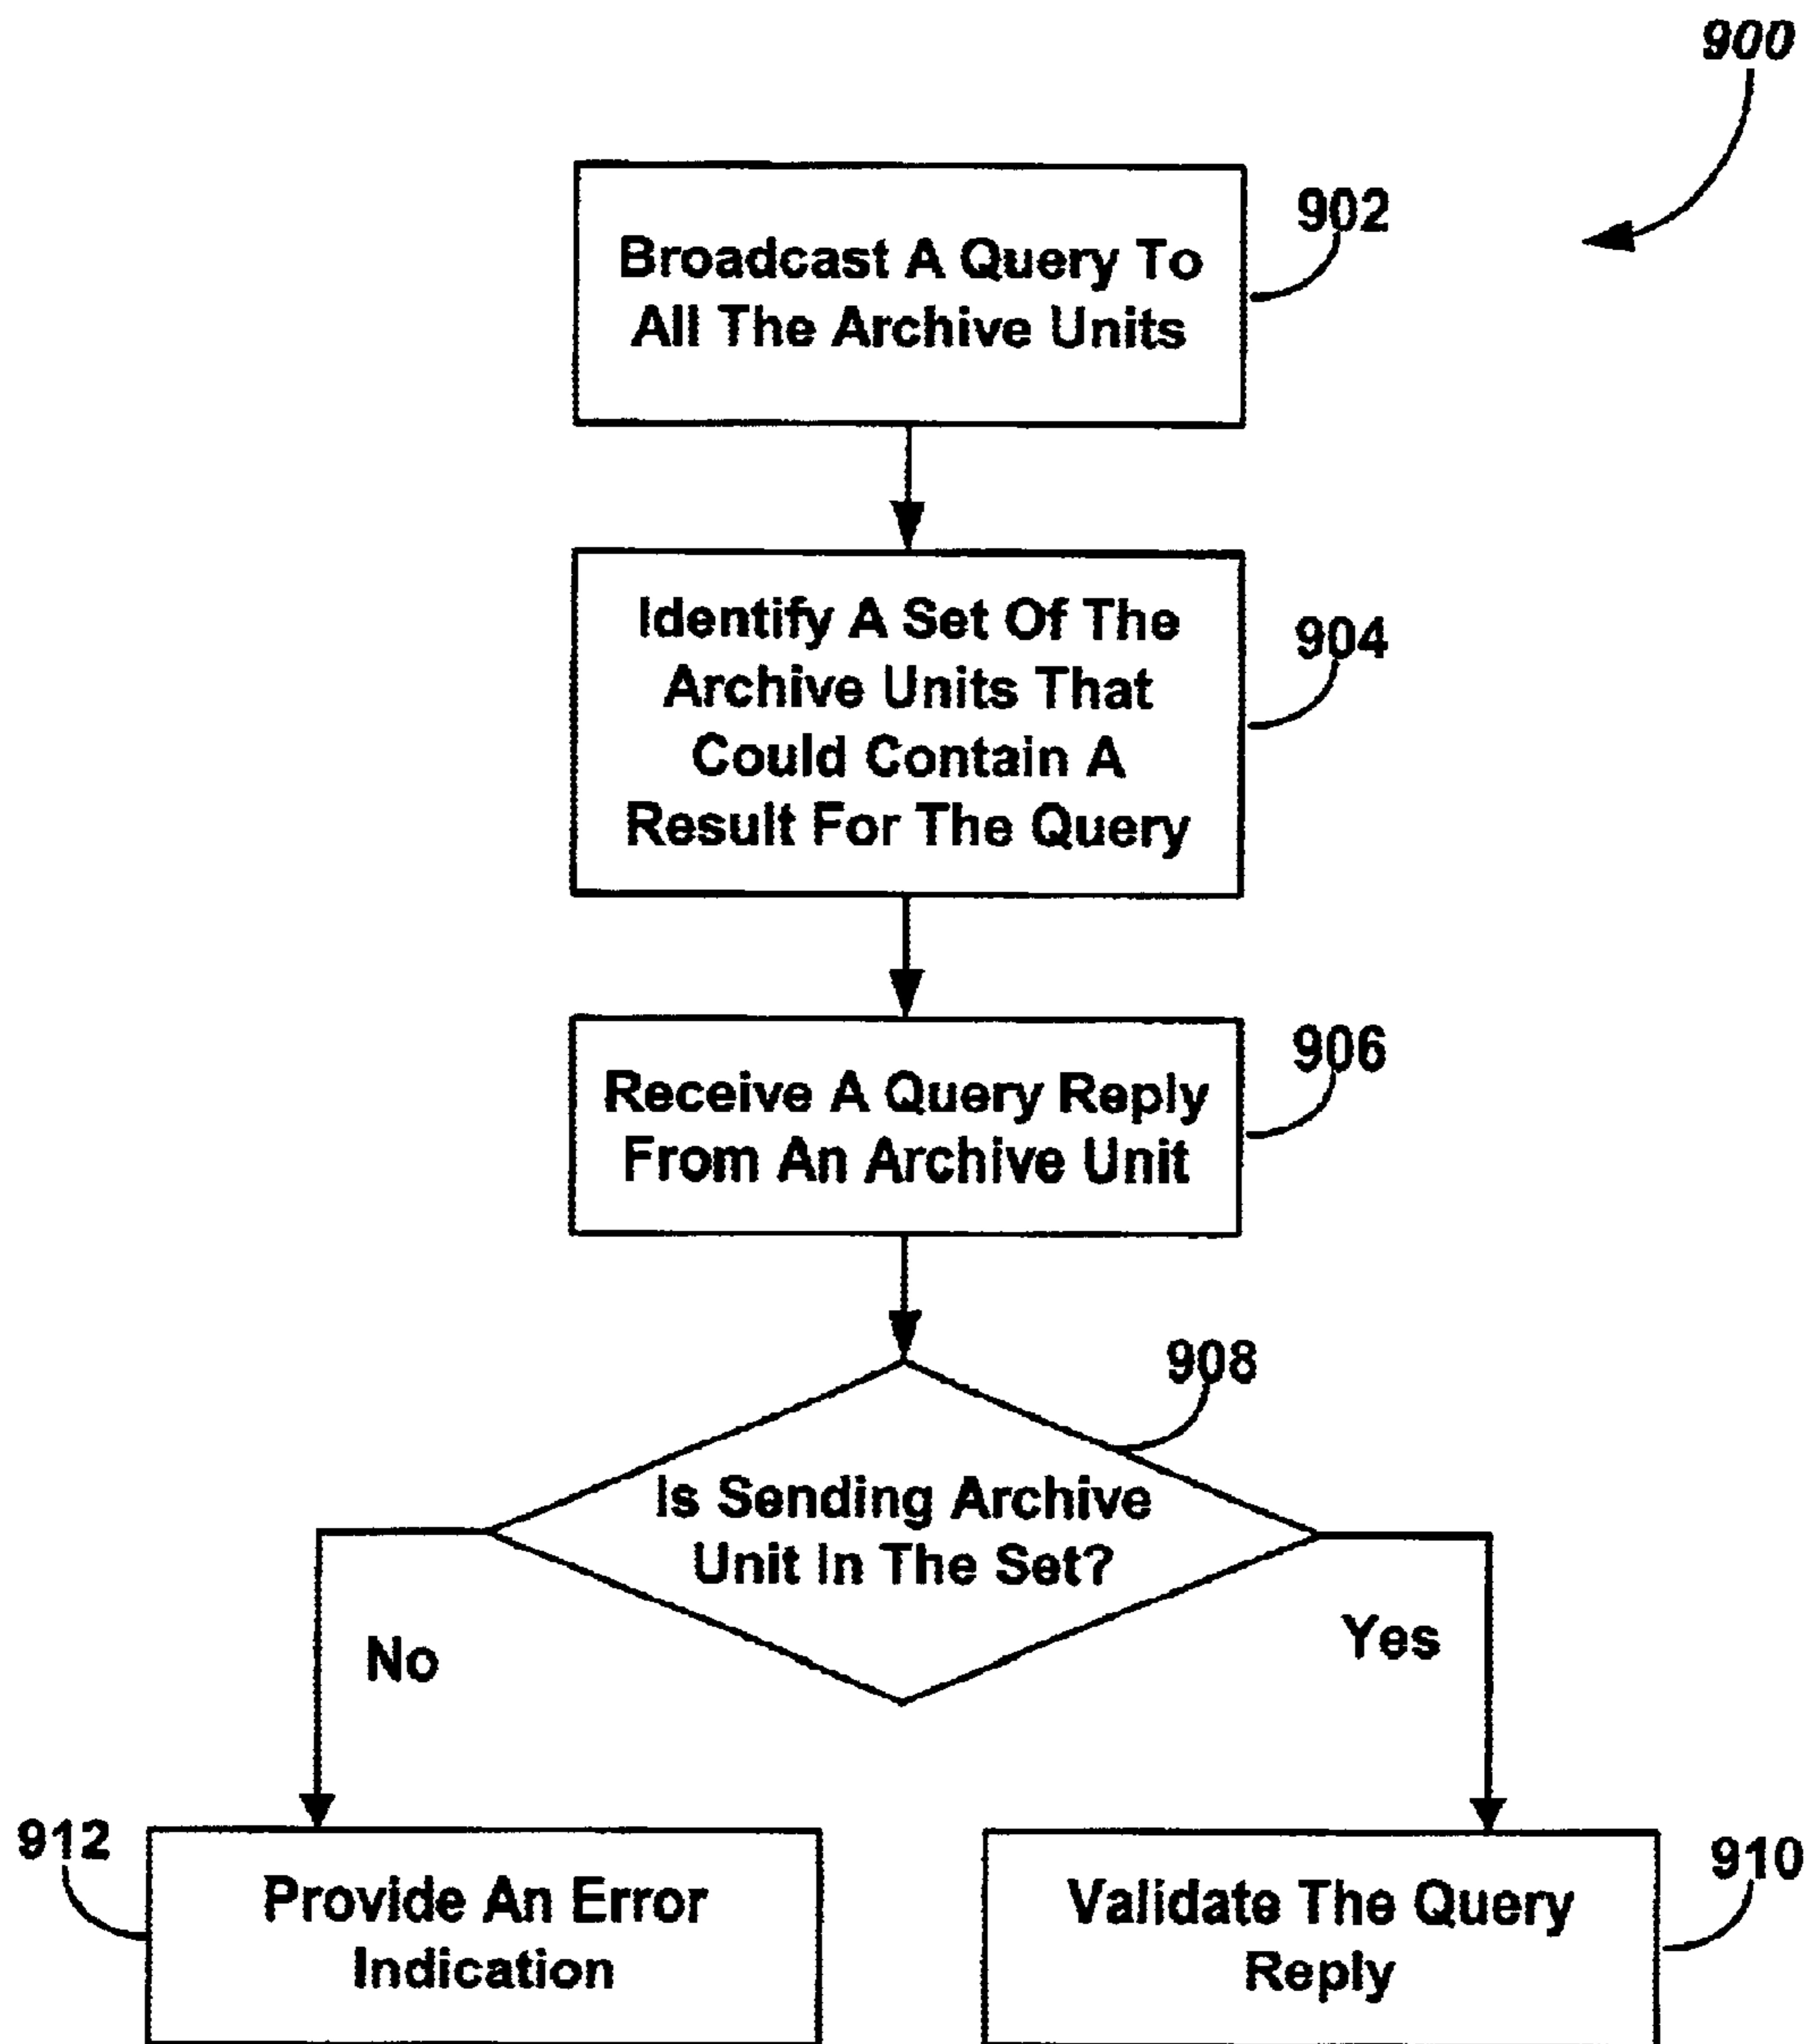 900
902
Broadcast A Query To
All The Archive Units
904
Identify A Set Of The
Archive Units That
Could Contain A
Result For The Query
906
Receive A Query Reply
From An Archive Unit
908
Is Sending Archive
Unit In The Set?
No
Yes
912
Provide An Error
Indication
910
Validate The Query
Reply